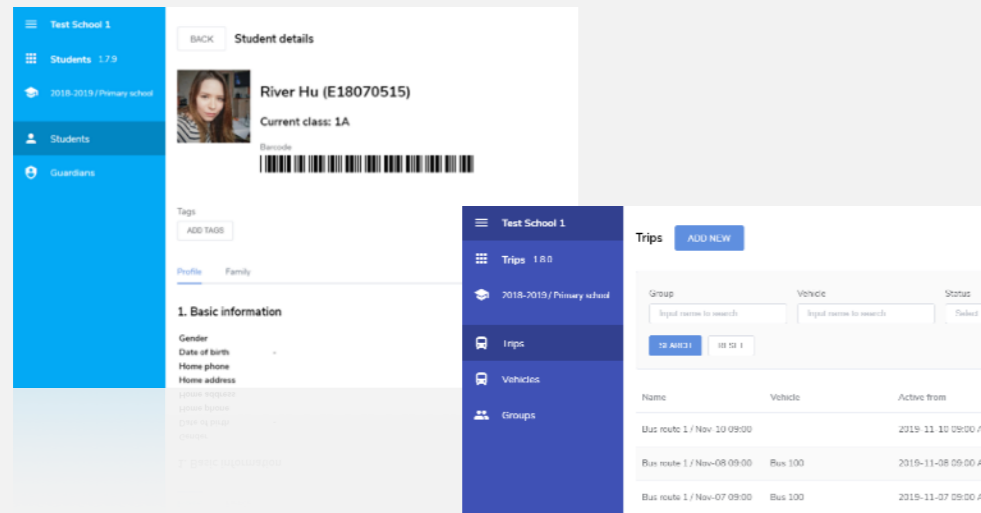 Test School 1
Students 1.7.9
2018-2019 / Primary school
Students
Guardians
BACK Student details
River Hu (E18070515)
Current class: 1A
Barcode
Tags
ADD TAGS
Profile Family
1. Basic information
Gender
Date of birth -
Home phone
Home address
Test School 1
Trips 1.8.0
2018-2019 / Primary school
Trips
Vehicles
Groups
Trips ADD NEW
Group Vehicle Status
Input name to search Input name to search Select
SEARCH RESET
Name Vehicle Active from
Bus route 1 / Nov-10 09:00 2019-11-10 09:00 A
Bus route 1 / Nov-08 09:00 Bus 100 2019-11-08 09:00 A
Bus route 1 / Nov-07 09:00 Bus 100 2019-11-07 09:00 A